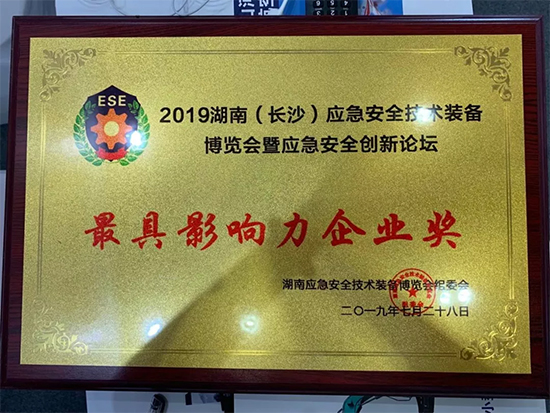 ESE
2019湖南（长沙）应急安全技术装备
博览会暨应急安全创新论坛
最具影响力企业奖
湖南应急安全技术装备博览会组委会
二〇一九年七月二十八日